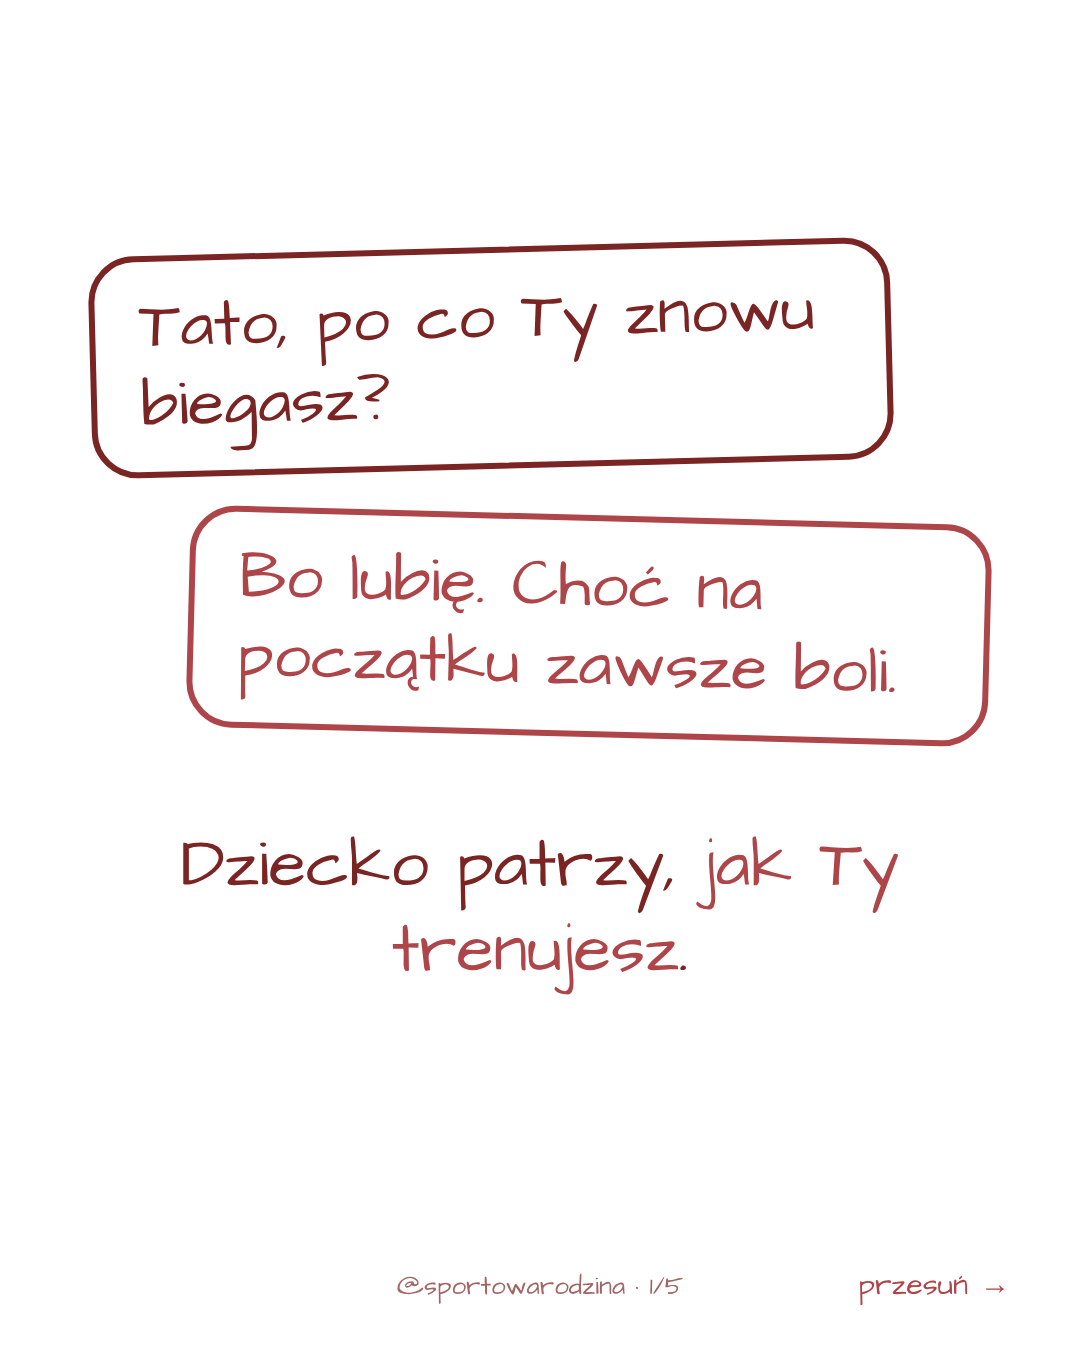 Tato, po co Ty znowu
biegasz?
Bo lubię. Choć na
początku zawsze boli.
Dziecko patrzy, jak Ty
trenujesz.
@sportowarodzina · 1/5
przesuń →